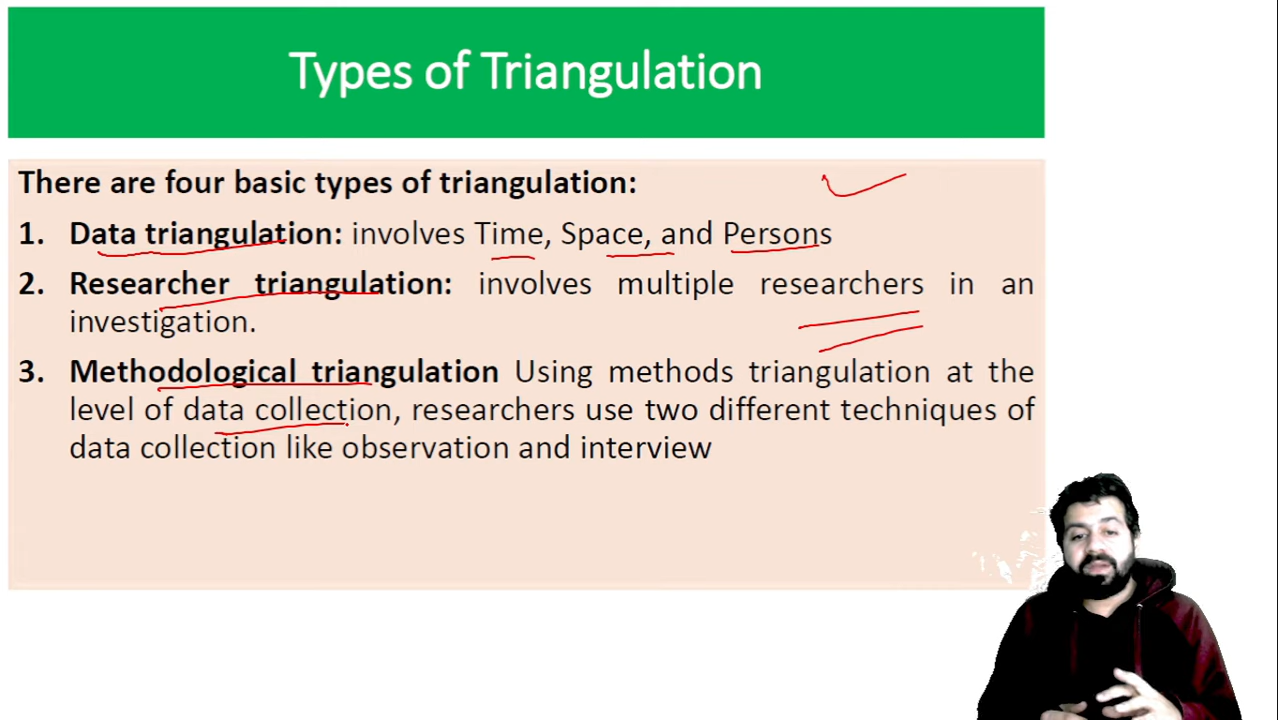 Types of Triangulation
There are four basic types of triangulation:
1. Data triangulation: involves Time, Space, and Persons
2. Researcher triangulation: involves multiple researchers in an
investigation.
3. Methodological triangulation Using methods triangulation at the
level of data collection, researchers use two different techniques of
data collection like observation and interview